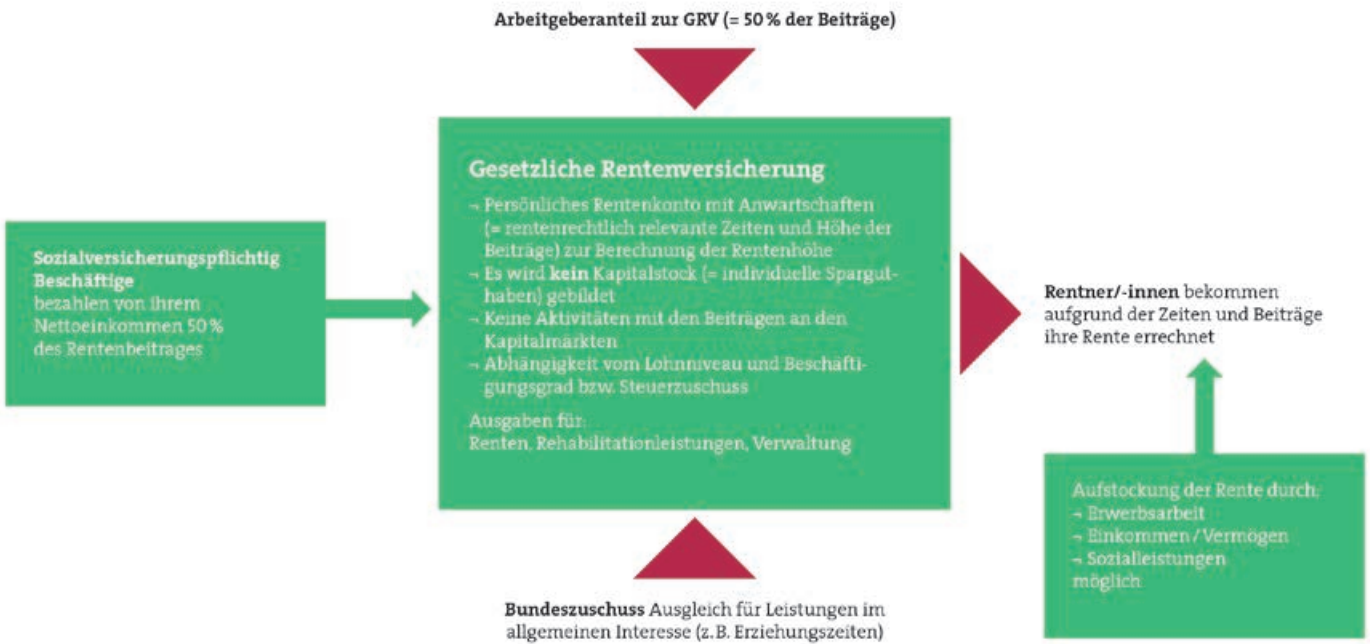 Arbeitgeberanteil zur GRV (= 50 % der Beiträge)
Sozialversicherungspflichtig
Beschäftige
bezahlen von ihrem
Nettoeinkommen 50 %
des Rentenbeitrages
Gesetzliche Rentenversicherung
¬ Persönliches Rentenkonto mit Anwartschaften
(= rentenrechtlich relevante Zeiten und Höhe der
Beiträge) zur Berechnung der Rentenhöhe
¬ Es wird kein Kapitalstock (= individuelle Spargut-
haben) gebildet
¬ Keine Aktivitäten mit den Beiträgen an den
Kapitalmärkten
¬ Abhängigkeit vom Lohnniveau und Beschäfti-
gungsgrad bzw. Steuerzuschuss
Ausgaben für:
Renten, Rehabilitationleistungen, Verwaltung
Rentner/-innen bekommen
aufgrund der Zeiten und Beiträge
ihre Rente errechnet
Aufstockung der Rente durch:
¬ Erwerbsarbeit
¬ Einkommen / Vermögen
¬ Sozialleistungen
möglich
Bundeszuschuss Ausgleich für Leistungen im
allgemeinen Interesse (z. B. Erziehungszeiten)